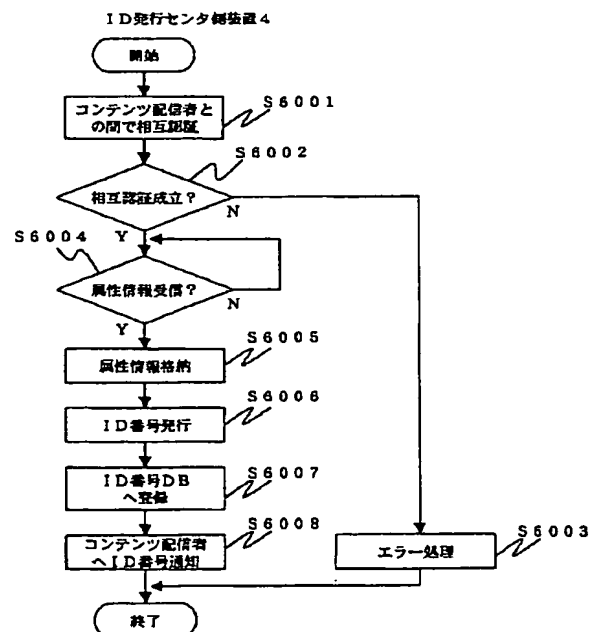 ID発行センタ側装置4
開始
コンテンツ配信者と
の間で相互認証
S6001
S6002
相互認証成立?
N
Y
S6004
属性情報受信?
N
Y
属性情報格納
S6005
ID番号発行
S6006
ID番号DB
へ登録
S6007
コンテンツ配信者
へID番号通知
S6008
エラー処理
S6003
終了